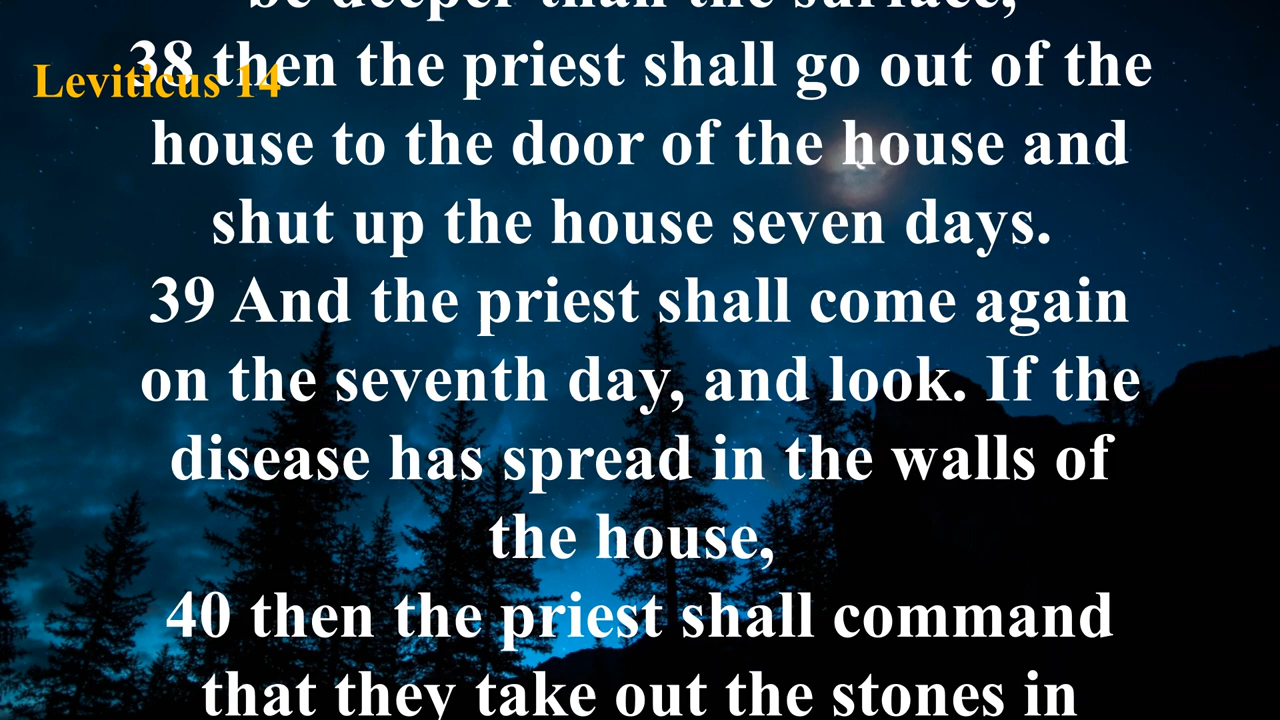 be deeper than the surface,
38 then the priest shall go out of the
Leviticus 14
house to the door of the house and
shut up the house seven days.
39 And the priest shall come again
on the seventh day, and look. If the
disease has spread in the walls of
the house,
40 then the priest shall command
that they take out the stones in